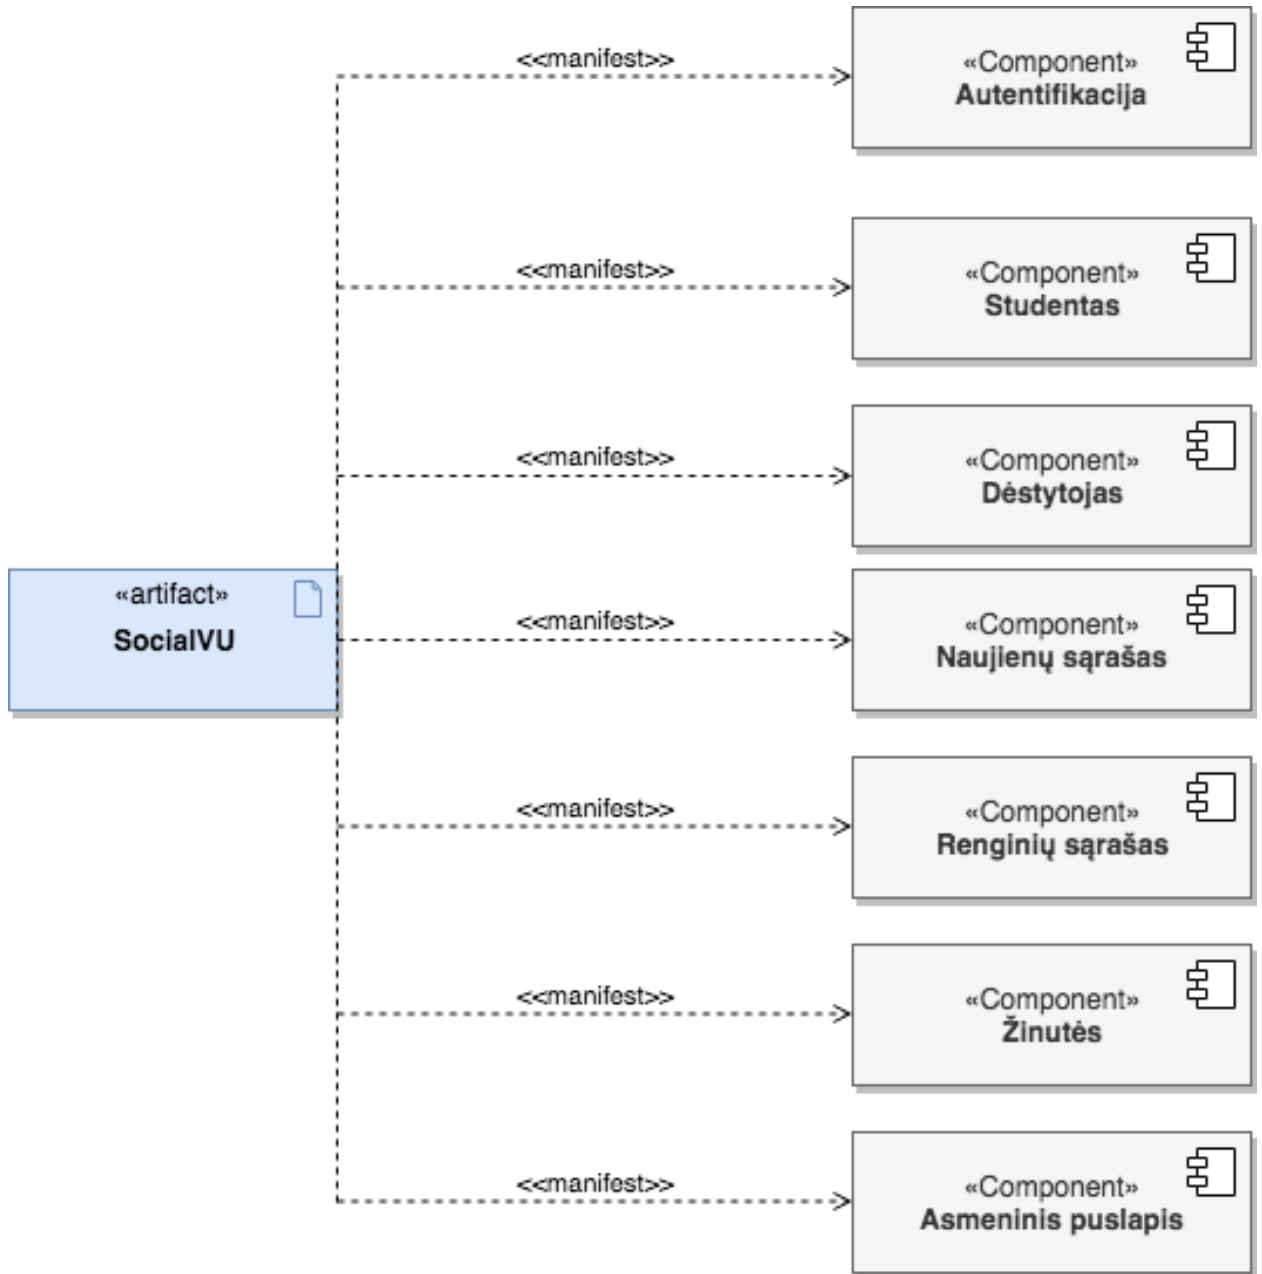 <<manifest>>
«Component»
Autentifikacija
<<manifest>>
«Component»
Studentas
<<manifest>>
«Component»
Dėstytojas
«artifact»
SocialVU
<<manifest>>
«Component»
Naujienų sąrašas
<<manifest>>
«Component»
Renginių sąrašas
<<manifest>>
«Component»
Žinutės
<<manifest>>
«Component»
Asmeninis puslapis